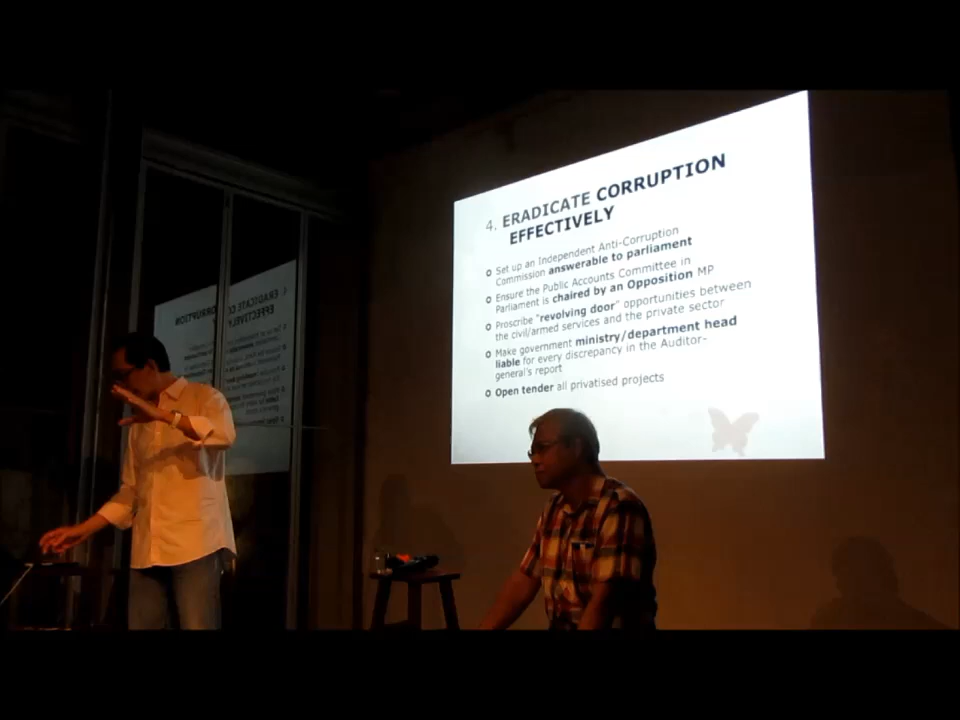 4. ERADICATE CORRUPTION
EFFECTIVELY
Set up an Independent Anti-Corruption
Commission answerable to parliament
Ensure the Public Accounts Committee in
Parliament is chaired by an Opposition MP
Proscribe "revolving door" opportunities between
the civil/armed services and the private sector
Make government ministry/department head
liable for every discrepancy in the Auditor-
general's report
Open tender all privatised projects